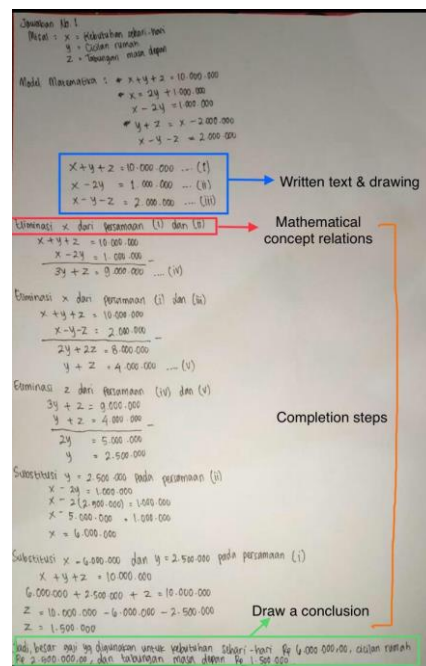 Jawaban No. 1
Misal : x = Kebutuhan sehari-hari
y = Cicilan rumah
z = Tabungan masa depan
Model Matematika : * x + y + z = 10.000.000
* x = 2y + 1.000.000
x - 2y = 1.000.000
* y + z = x - 2.000.000
x - y - z = 2.000.000
x + y + z = 10.000.000 ... (i)
x - 2y = 1.000.000 ... (ii)
x - y - z = 2.000.000 ... (iii)
Written text & drawing
Eliminasi x dari persamaan (i) dan (ii)
Mathematical
concept relations
x + y + z = 10.000.000
x - 2y = 1.000.000 -
3y + z = 9.000.000 ... (iv)
Eliminasi x dari persamaan (i) dan (iii)
x + y + z = 10.000.000
x - y - z = 2.000.000 -
2y + 2z = 8.000.000
y + z = 4.000.000 ... (v)
Eliminasi z dari persamaan (iv) dan (v)
3y + z = 9.000.000
y + z = 4.000.000 -
2y = 5.000.000
y = 2.500.000
Completion steps
Substitusi y = 2.500.000 pada persamaan (ii)
x - 2y = 1.000.000
x - 2(2.500.000) = 1.000.000
x - 5.000.000 = 1.000.000
x = 6.000.000
Substitusi x = 6.000.000 dan y = 2.500.000 pada persamaan (i)
x + y + z = 10.000.000
6.000.000 + 2.500.000 + z = 10.000.000
z = 10.000.000 - 6.000.000 - 2.500.000
z = 1.500.000
Draw a conclusion
Jadi, besar gaji yg digunakan untuk kebutuhan sehari-hari Rp 6.000.000,00, cicilan rumah
Rp 2.500.000,00, dan tabungan masa depan Rp 1.500.000